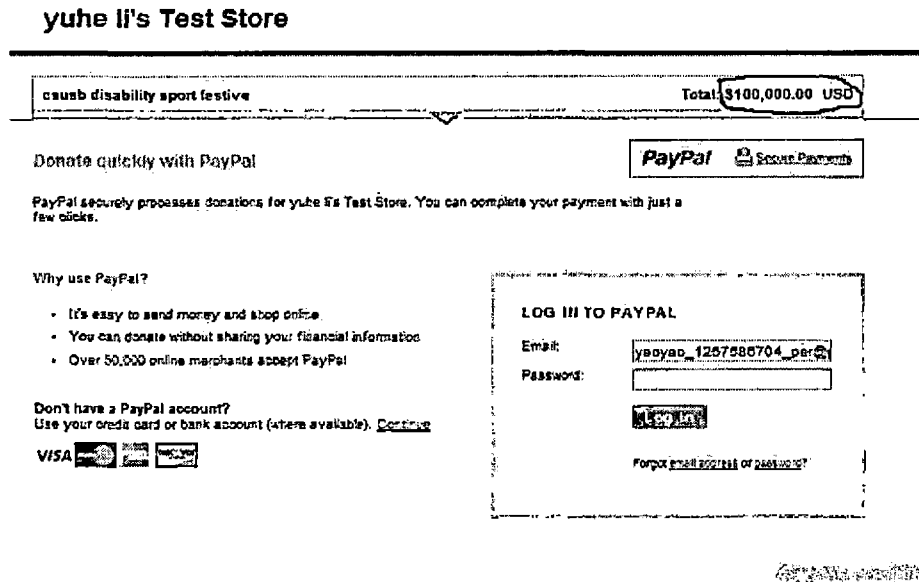 yuhe li's Test Store
csusb disability sport festive
Total: $100,000.00 USD
Donate quickly with PayPal
PayPal Secure Payments
PayPal securely processes donations for yuhe li's Test Store. You can complete your payment with just a
few clicks.
Why use PayPal?
• It's easy to send money and shop online
• You can donate without sharing your financial information
• Over 50,000 online merchants accept PayPal
Don't have a PayPal account?
Use your credit card or bank account (where available). Continue
VISA
LOG IN TO PAYPAL
Email:
yaoyao_1257586704_per@
Password:
Log In
Forgot email address or password?